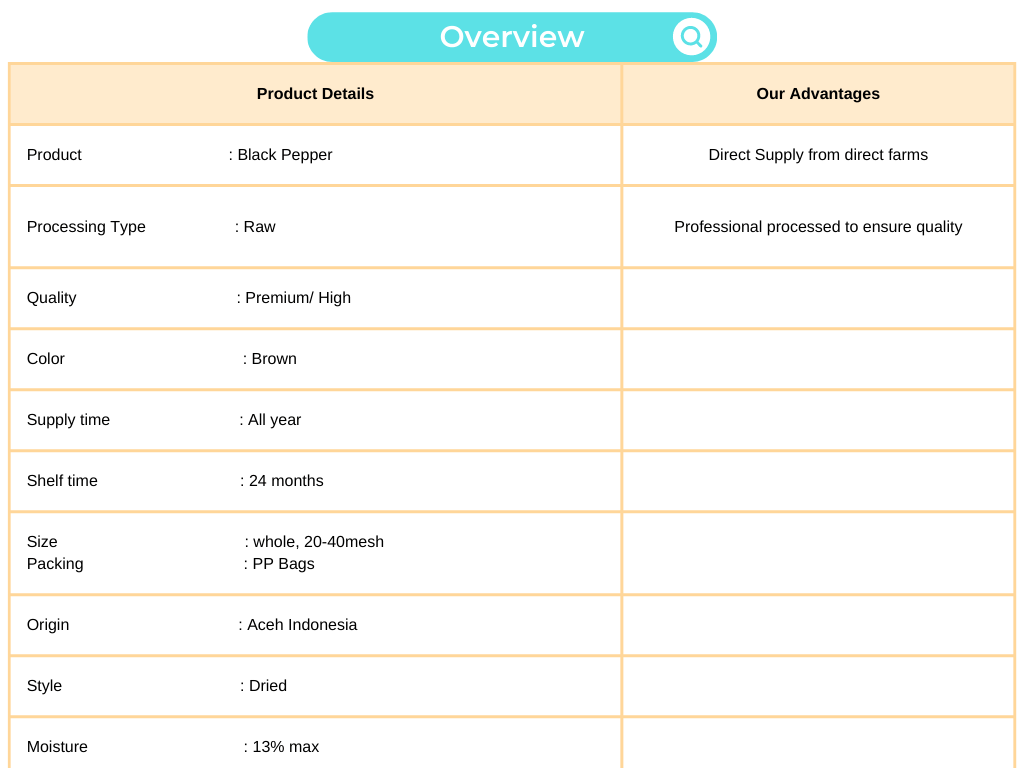 Overview
Product Details Our Advantages
Product : Black Pepper Direct Supply from direct farms
Processing Type : Raw Professional processed to ensure quality
Quality : Premium/ High
Color : Brown
Supply time : All year
Shelf time : 24 months
Size : whole, 20-40mesh
Packing : PP Bags
Origin : Aceh Indonesia
Style : Dried
Moisture : 13% max